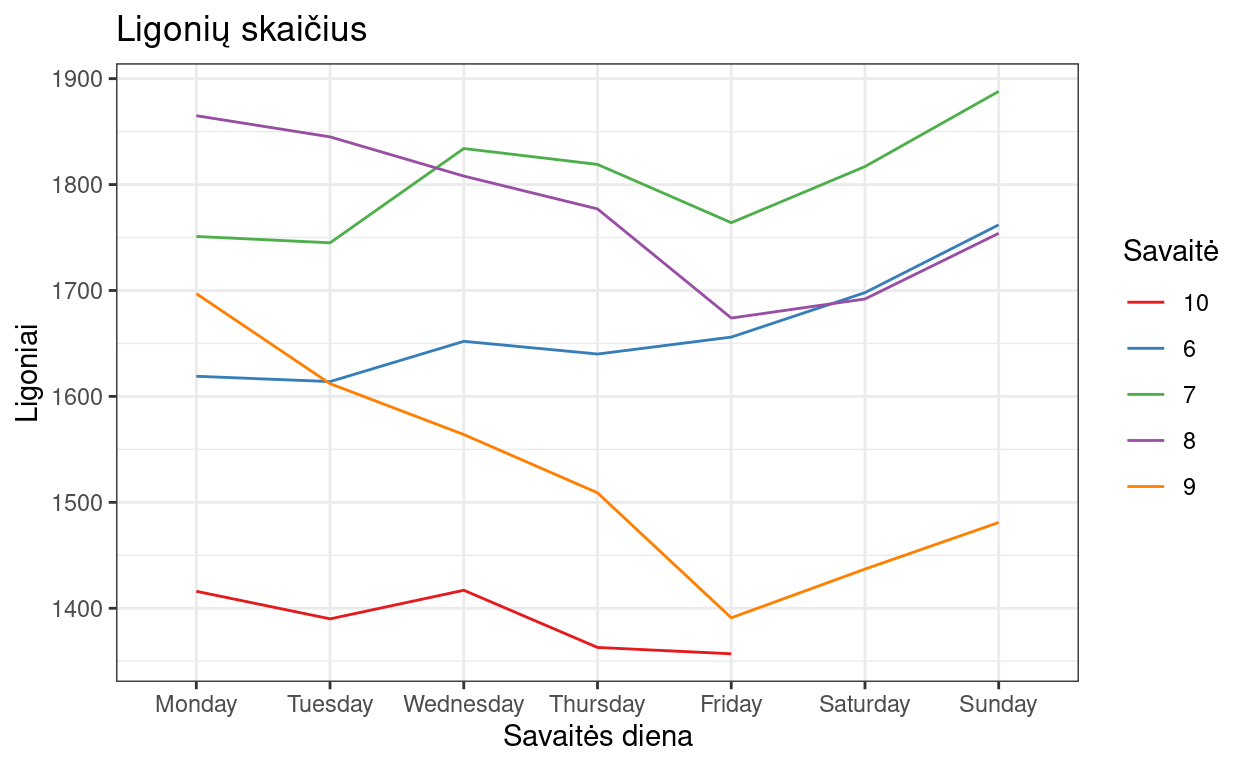 Ligonių skaičius
Ligoniai
1900
1800
1700
1600
1500
1400
Monday Tuesday Wednesday Thursday Friday Saturday Sunday
Savaitės diena
Savaitė
10
6
7
8
9